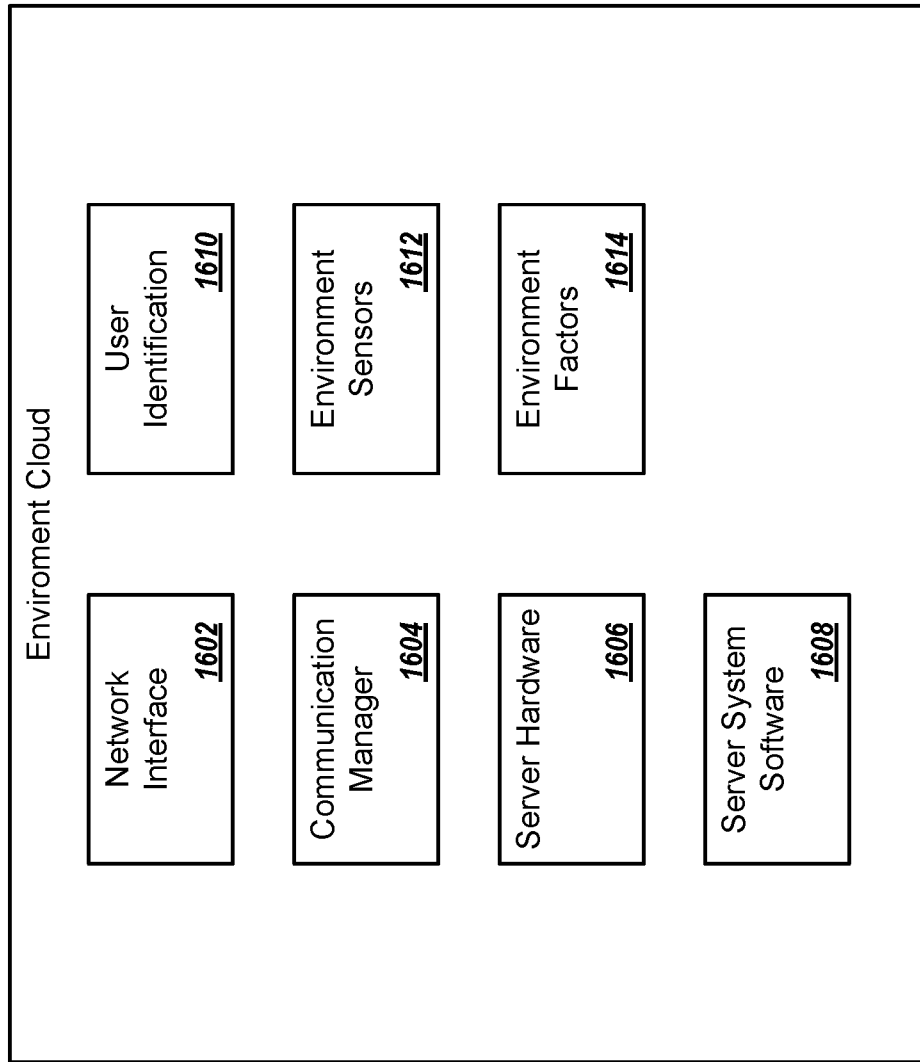 Enviroment Cloud
Network
Interface
1602
Communication
Manager
1604
Server Hardware
1606
Server System
Software
1608
User
Identification
1610
Environment
Sensors
1612
Environment
Factors
1614